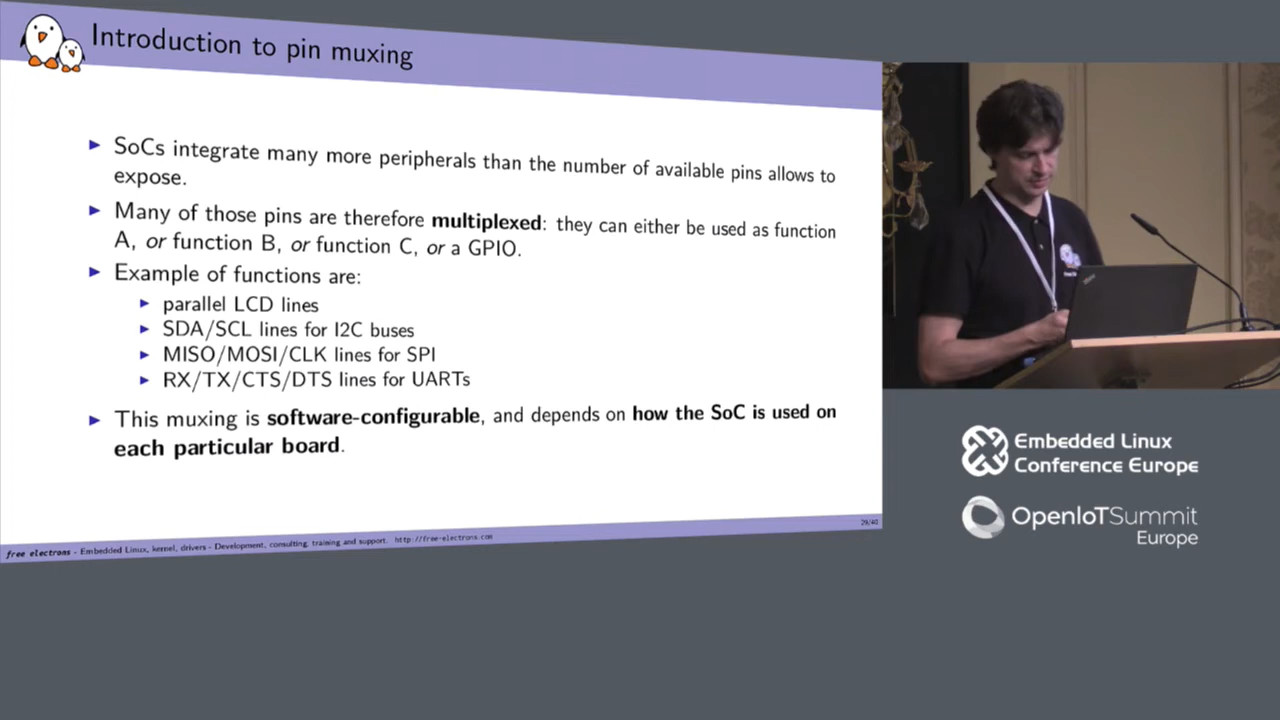 Introduction to pin muxing
▶ SoCs integrate many more peripherals than the number of available pins allows to
expose.
▶ Many of those pins are therefore multiplexed: they can either be used as function
A, or function B, or function C, or a GPIO.
▶ Example of functions are:
▶ parallel LCD lines
▶ SDA/SCL lines for I2C buses
▶ MISO/MOSI/CLK lines for SPI
▶ RX/TX/CTS/DTS lines for UARTs
▶ This muxing is software-configurable, and depends on how the SoC is used on
each particular board.
free electrons - Embedded Linux, kernel, drivers - Development, consulting, training and support. http://free-electrons.com
29/40
Embedded Linux
Conference Europe
OpenIoTSummit
Europe